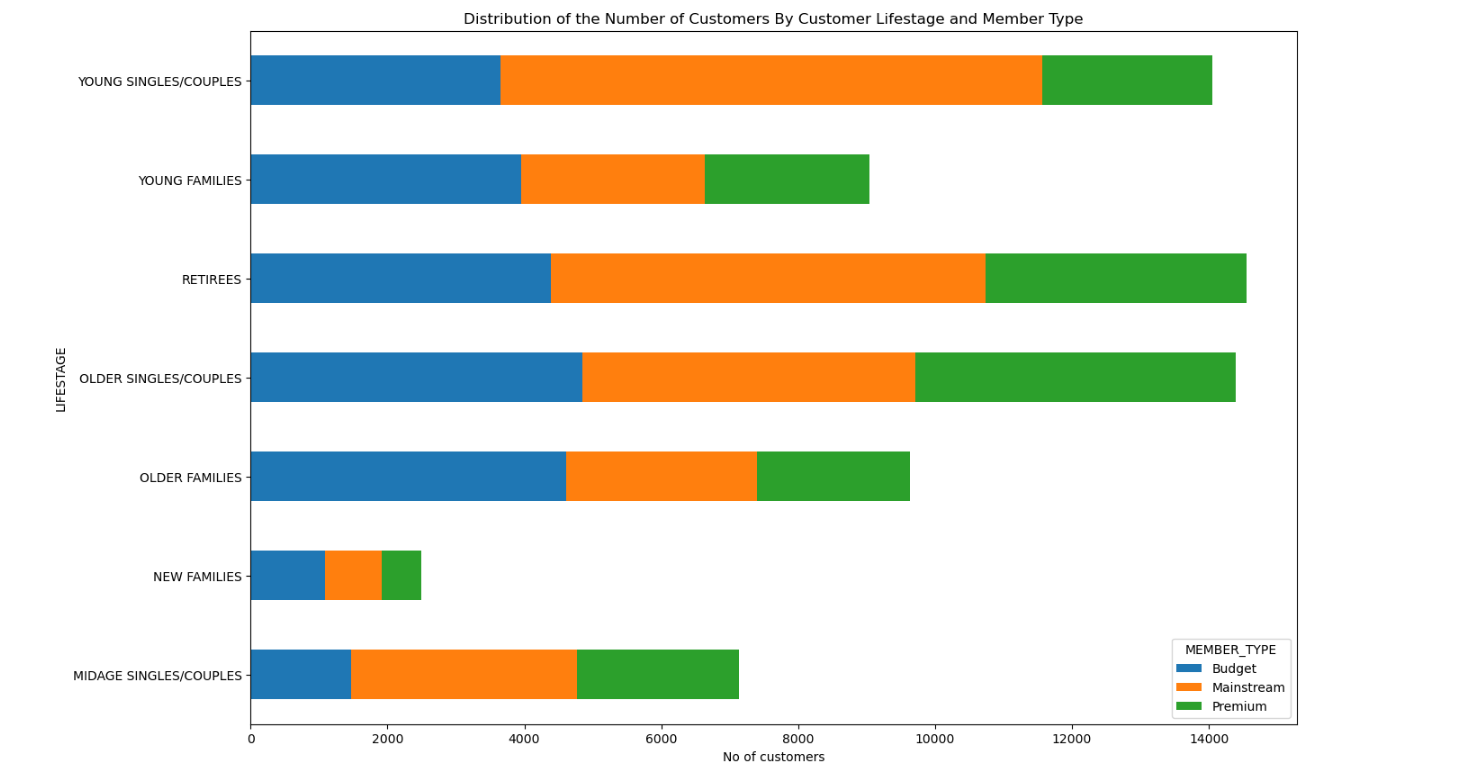 Distribution of the Number of Customers By Customer Lifestage and Member Type
LIFESTAGE
YOUNG SINGLES/COUPLES
YOUNG FAMILIES
RETIREES
OLDER SINGLES/COUPLES
OLDER FAMILIES
NEW FAMILIES
MIDAGE SINGLES/COUPLES
MEMBER_TYPE
Budget
Mainstream
Premium
0 2000 4000 6000 8000 10000 12000 14000
No of customers